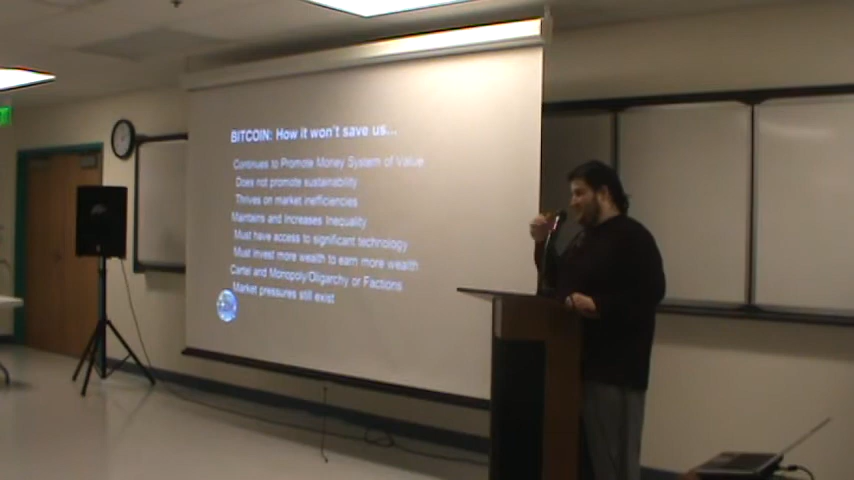 BITCOIN: How it won't save us...
Continues to Promote Money System of Value
Does not promote sustainability
Thrives on market inefficiencies
Maintains and Increases Inequality
Must have access to significant technology
Must invest more wealth to earn more wealth
Cartel and Monopoly/Oligarchy or Factions
Market pressures still exist